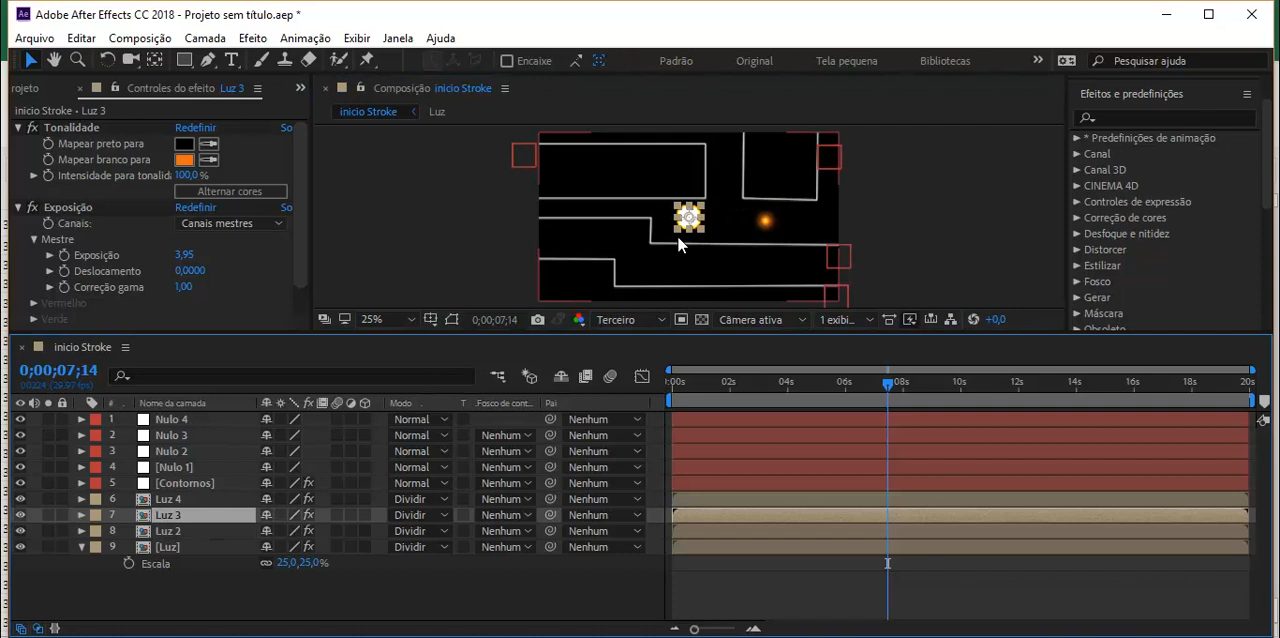 Adobe After Effects CC 2018 - Projeto sem título.aep *
Arquivo Editar Composição Camada Efeito Animação Exibir Janela Ajuda
Encaixe Padrão Original Tela pequena Bibliotecas Pesquisar ajuda
rojeto Controles do efeito Luz 3
inicio Stroke • Luz 3
Tonalidade Redefinir So
Mapear preto para
Mapear branco para
Intensidade para tonalid 100,0 %
Alternar cores
Exposição Redefinir So
Canais: Canais mestres
Mestre
Exposição 3,95
Deslocamento 0,0000
Correção gama 1,00
Vermelho
Verde
Composição inicio Stroke
inicio Stroke Luz
25% 0;00;07;14 Terceiro Câmera ativa 1 exibi... +0,0
Efeitos e predefinições
* Predefinições de animação
Canal
Canal 3D
CINEMA 4D
Controles de expressão
Correção de cores
Desfoque e nitidez
Distorcer
Estilizar
Fosco
Gerar
Máscara
Obsoleto
inicio Stroke
0;00;07;14
00224 (29.97 fps)
:00s 02s 04s 06s 08s 10s 12s 14s 16s 18s 20s
# Nome da camada Modo T .Fosco de cont... Pai
1 Nulo 4 Normal Nenhum
2 Nulo 3 Normal Nenhum Nenhum
3 Nulo 2 Normal Nenhum Nenhum
4 [Nulo 1] Normal Nenhum Nenhum
5 [Contornos] Normal Nenhum Nenhum
6 Luz 4 Dividir Nenhum Nenhum
7 Luz 3 Dividir Nenhum Nenhum
8 Luz 2 Dividir Nenhum Nenhum
9 [Luz] Dividir Nenhum Nenhum
Escala 25,0,25,0%